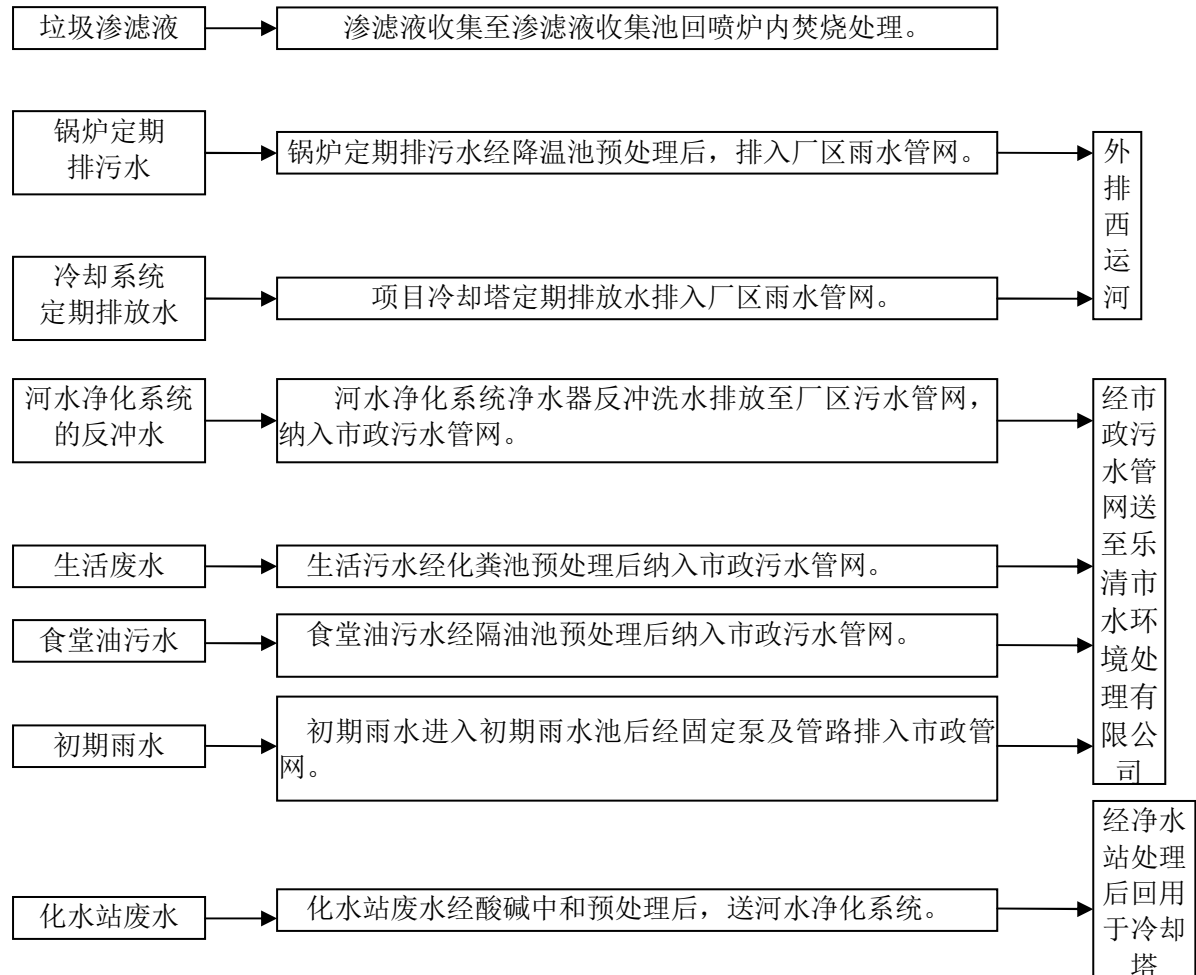 垃圾渗滤液
渗滤液收集至渗滤液收集池回喷炉内焚烧处理。
锅炉定期
排污水
锅炉定期排污水经降温池预处理后，排入厂区雨水管网。
冷却系统
定期排放水
项目冷却塔定期排放水排入厂区雨水管网。
外
排
西
运
河
河水净化系统
的反冲水
河水净化系统净水器反冲洗水排放至厂区污水管网，
纳入市政污水管网。
生活废水
生活污水经化粪池预处理后纳入市政污水管网。
食堂油污水
食堂油污水经隔油池预处理后纳入市政污水管网。
初期雨水
初期雨水进入初期雨水池后经固定泵及管路排入市政管
网。
经市
政污
水管
网送
至乐
清市
水环
境处
理有
限公
司
化水站废水
化水站废水经酸碱中和预处理后，送河水净化系统。
经净水
站处理
后回用
于冷却
塔